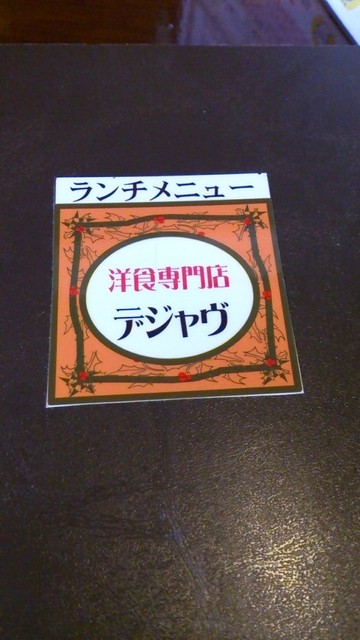 ランチメニュー
洋食専門店
デジャヴ